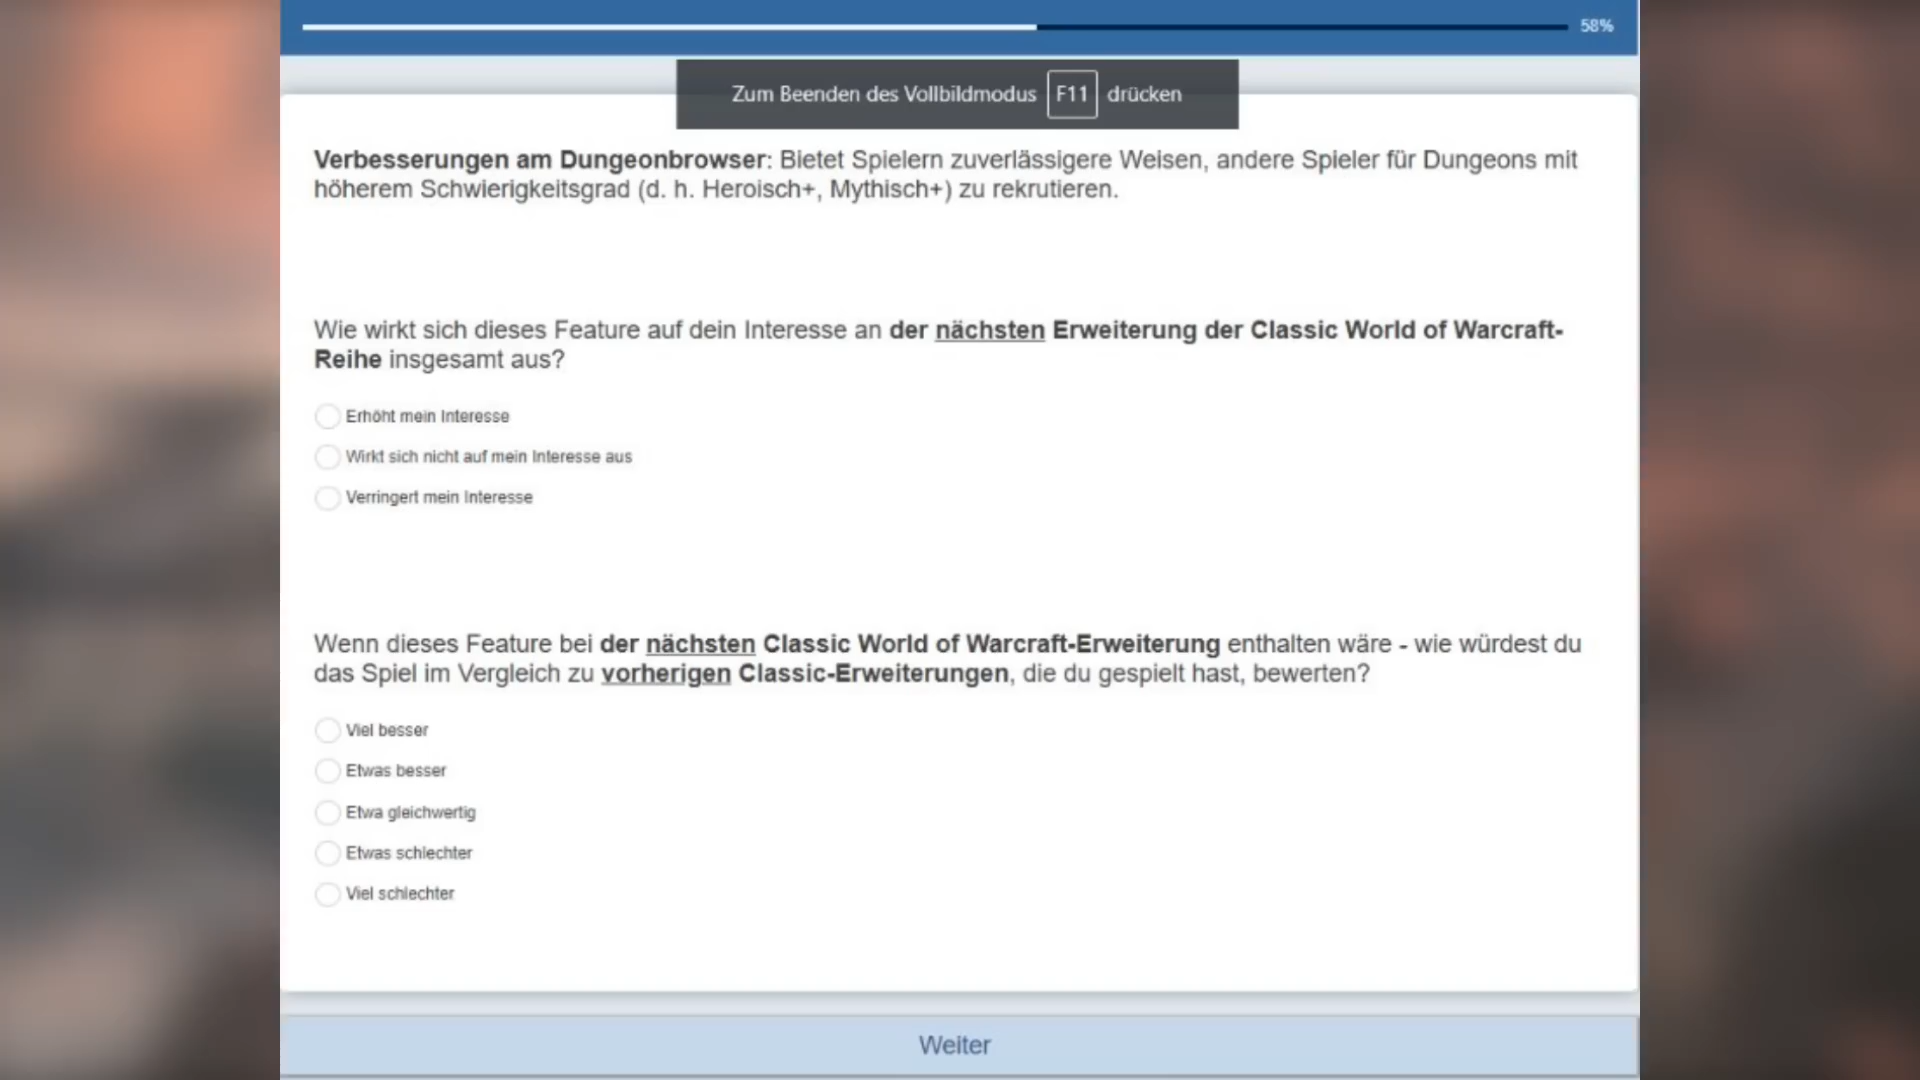 58%
Zum Beenden des Vollbildmodus F11 drücken
Verbesserungen am Dungeonbrowser: Bietet Spielern zuverlässigere Weisen, andere Spieler für Dungeons mit
höherem Schwierigkeitsgrad (d. h. Heroisch+, Mythisch+) zu rekrutieren.
Wie wirkt sich dieses Feature auf dein Interesse an der nächsten Erweiterung der Classic World of Warcraft-
Reihe insgesamt aus?
Erhöht mein Interesse
Wirkt sich nicht auf mein Interesse aus
Verringert mein Interesse
Wenn dieses Feature bei der nächsten Classic World of Warcraft-Erweiterung enthalten wäre - wie würdest du
das Spiel im Vergleich zu vorherigen Classic-Erweiterungen, die du gespielt hast, bewerten?
Viel besser
Etwas besser
Etwa gleichwertig
Etwas schlechter
Viel schlechter
Weiter